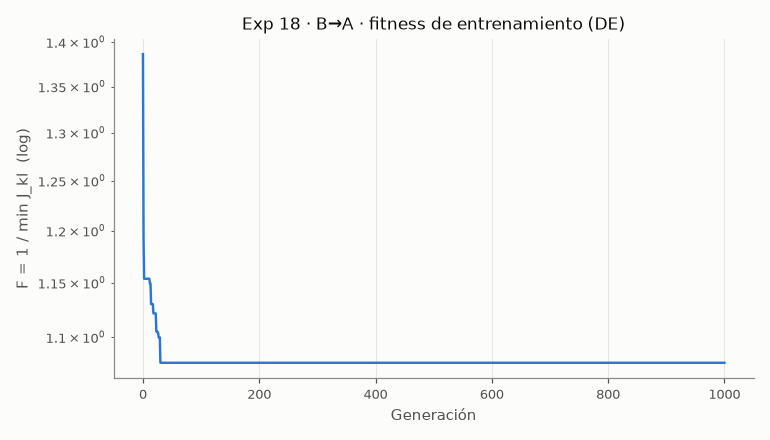 Exp 18 · B→A · fitness de entrenamiento (DE)
F = 1 / min J_kl (log)
1.4 × 10⁰
1.35 × 10⁰
1.3 × 10⁰
1.25 × 10⁰
1.2 × 10⁰
1.15 × 10⁰
1.1 × 10⁰
0 200 400 600 800 1000
Generación